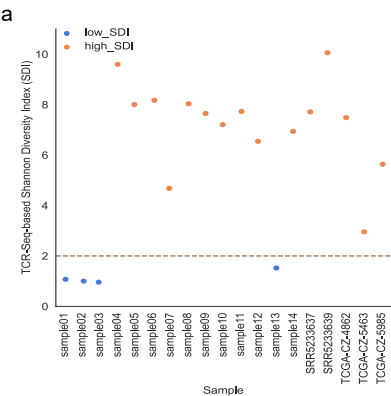 a
low_SDI
high_SDI
TCR-Seq-based Shannon Diversity Index (SDI)
10
8
6
4
2
0
sample01
sample02
sample03
sample04
sample05
sample06
sample07
sample08
sample09
sample10
sample11
sample12
sample13
sample14
SRR5233637
SRR5233639
TCGA-CZ-4862
TCGA-CZ-5463
TCGA-CZ-5985
Sample